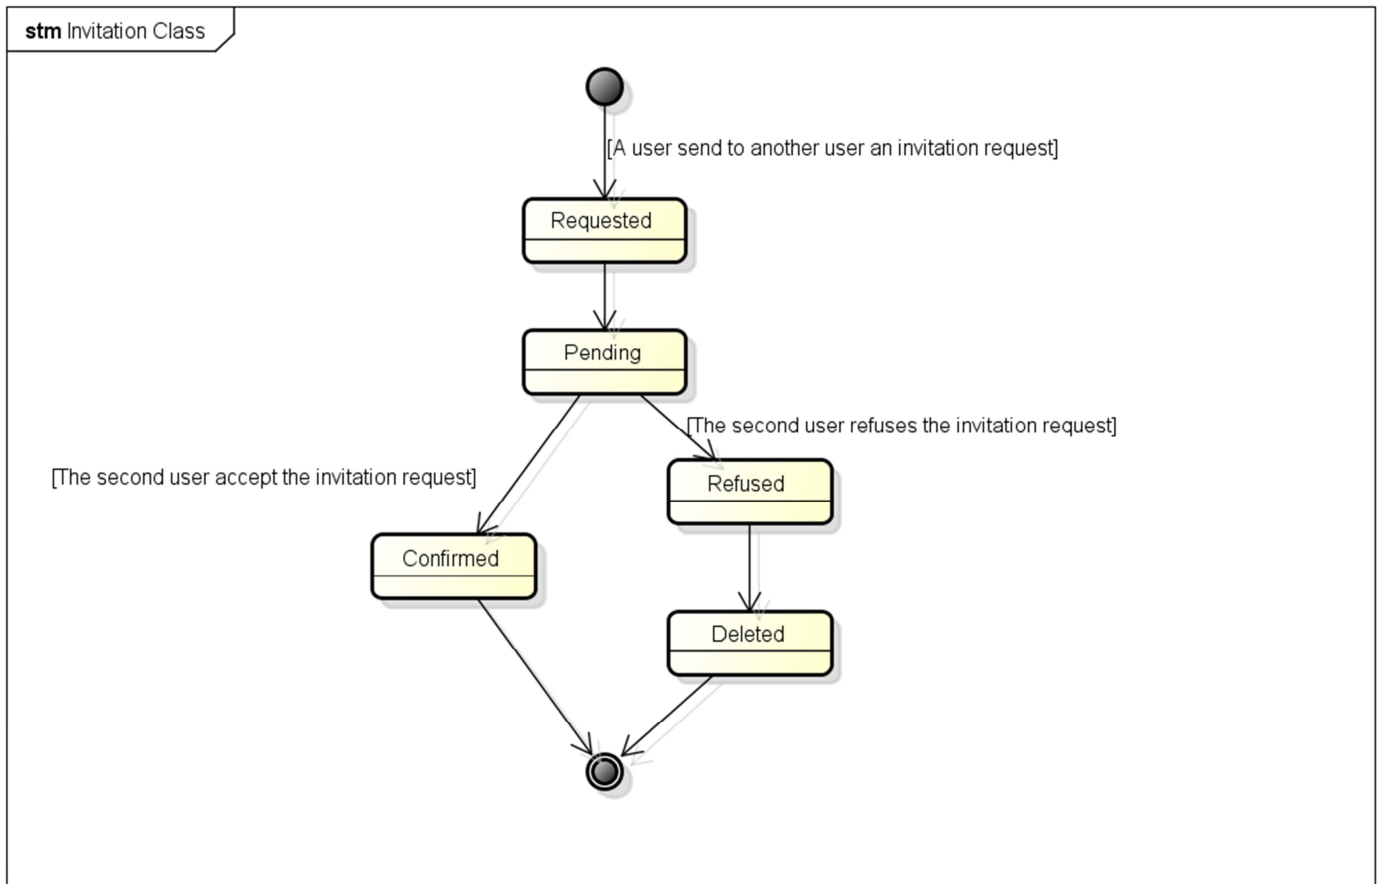 stm Invitation Class
[A user send to another user an invitation request]
Requested
Pending
[The second user refuses the invitation request]
[The second user accept the invitation request]
Refused
Confirmed
Deleted